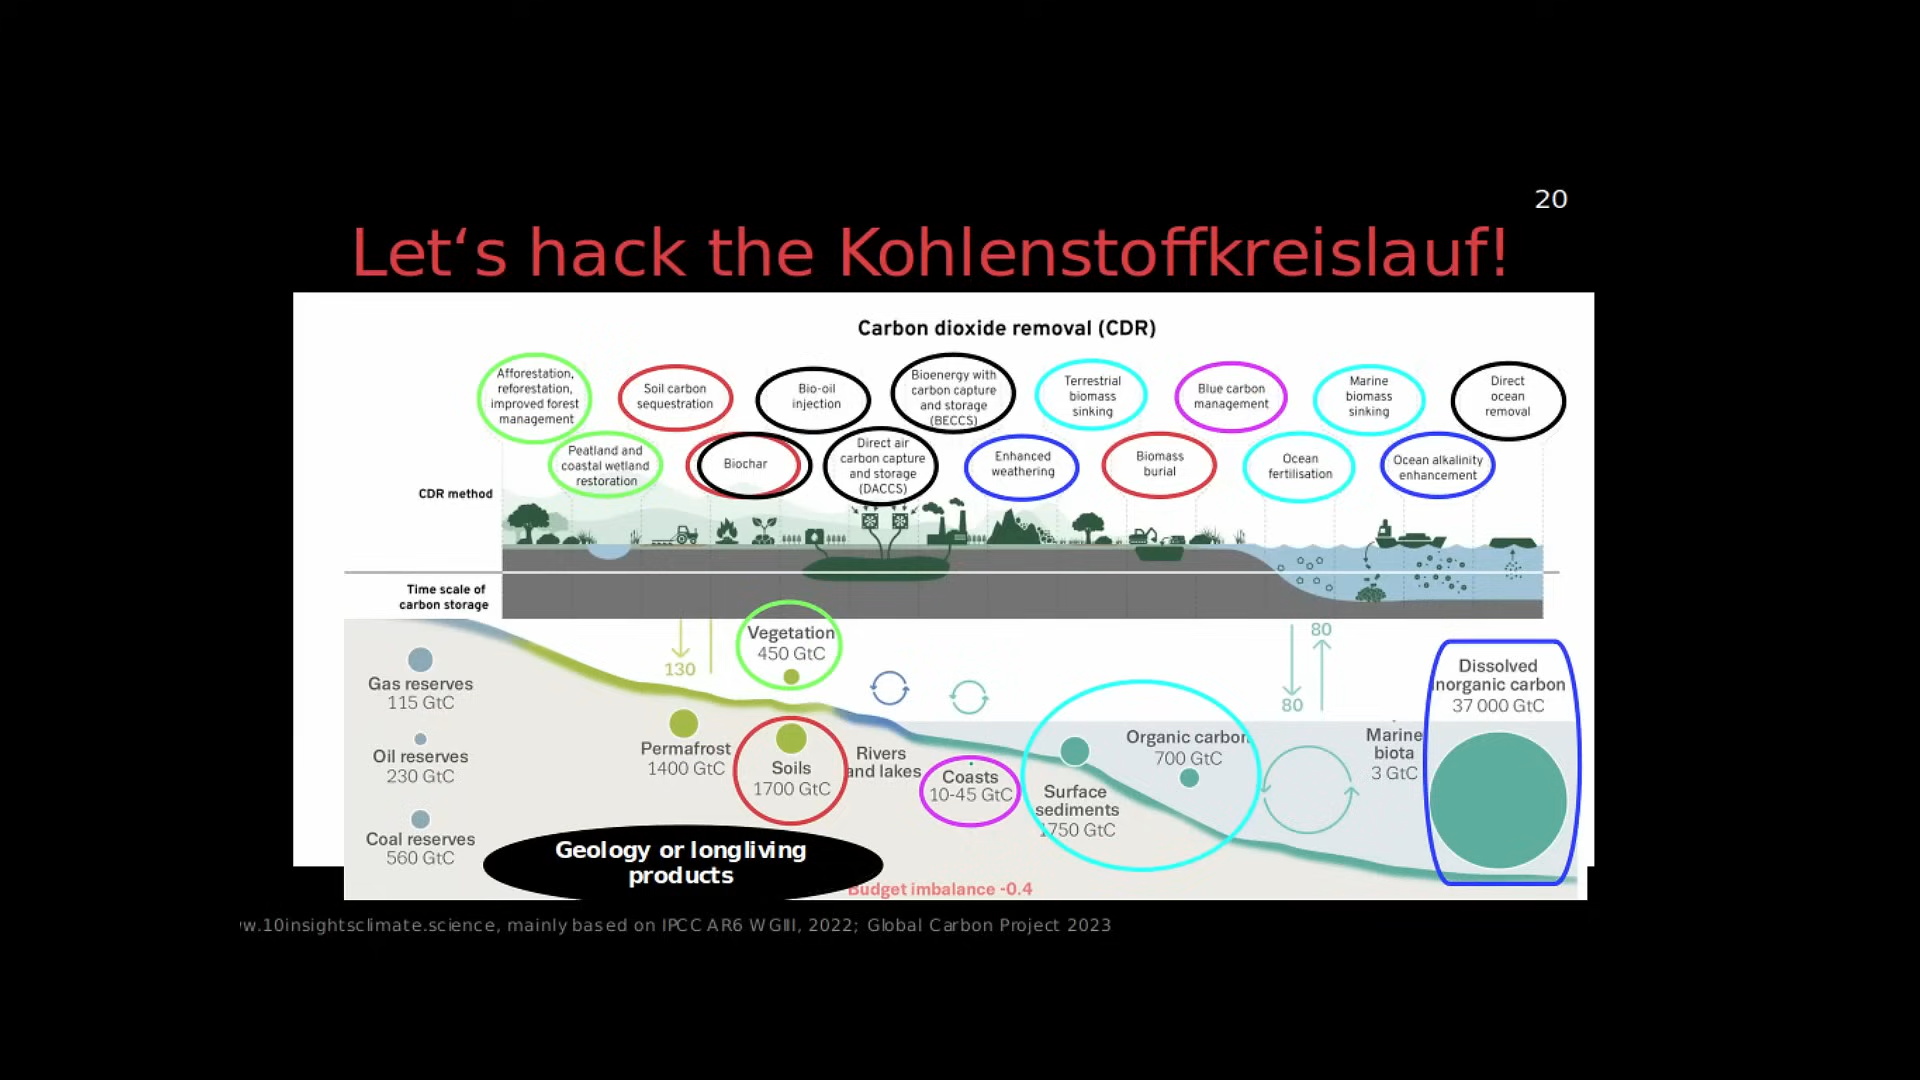 20
Let‘s hack the Kohlenstoffkreislauf!
Carbon dioxide removal (CDR)
Afforestation,
reforestation,
improved forest
management
Soil carbon
sequestration
Bio-oil
injection
Bioenergy with
carbon capture
and storage
(BECCS)
Terrestrial
biomass
sinking
Blue carbon
management
Marine
biomass
sinking
Direct
ocean
removal
Peatland and
coastal wetland
restoration
Biochar
Direct air
carbon capture
and storage
(DACCS)
Enhanced
weathering
Biomass
burial
Ocean
fertilisation
Ocean alkalinity
enhancement
CDR method
Time scale of
carbon storage
Gas reserves
115 GtC
Oil reserves
230 GtC
Coal reserves
560 GtC
130
Vegetation
450 GtC
Permafrost
1400 GtC
Soils
1700 GtC
Rivers
and lakes
Coasts
10-45 GtC
Surface
sediments
1750 GtC
Organic carbon
700 GtC
80
80
Marine
biota
3 GtC
Dissolved
inorganic carbon
37 000 GtC
Geology or longliving
products
Budget imbalance -0.4
w.10insightsclimate.science, mainly based on IPCC AR6 WGIII, 2022; Global Carbon Project 2023